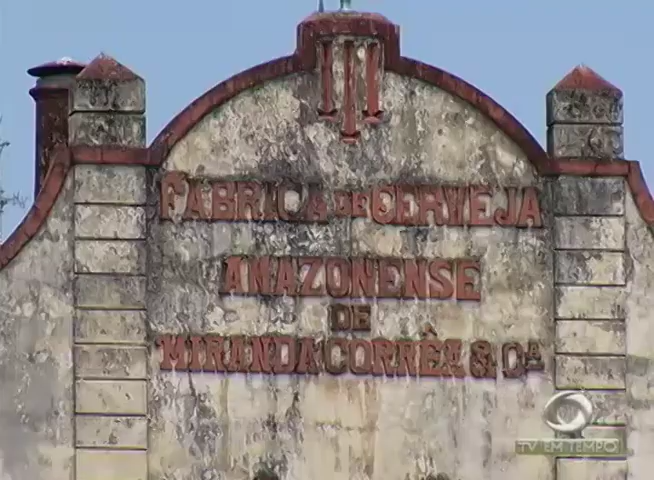 FABRICA DE CERVEJA
AMAZONENSE
DE
MIRANDA CORRÊA & Cª
TV EM TEMPO